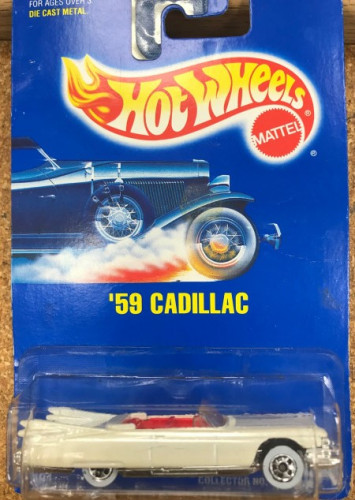 FOR AGES OVER 3
DIE CAST METAL.
HOT WHEELS
®
MATTEL
®
'59 CADILLAC
COLLECTOR NO.